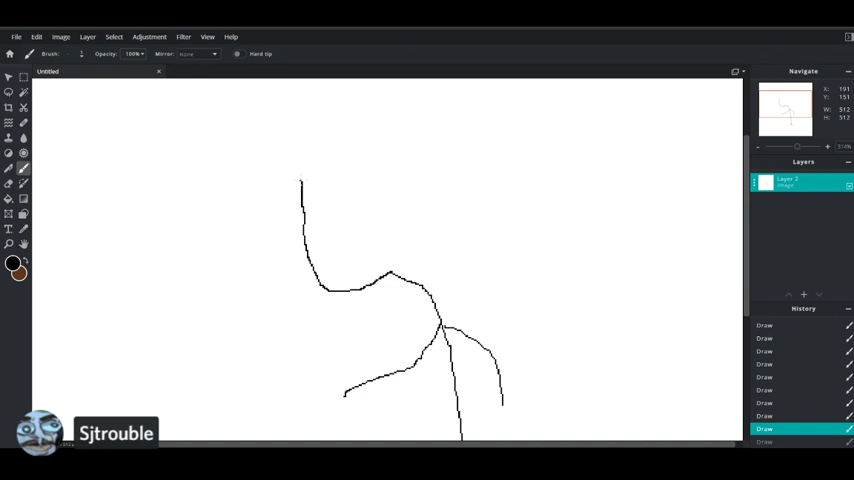 File Edit Image Layer Select Adjustment Filter View Help
Brush: 1 Opacity: 100% Mirror: None Hard tip
Untitled
Navigate
X: 191
Y: 151
W: 512
H: 512
314%
Layers
Layer 2
Image
History
Draw
Draw
Draw
Draw
Draw
Draw
Draw
Draw
Draw
Draw
Sjtrouble